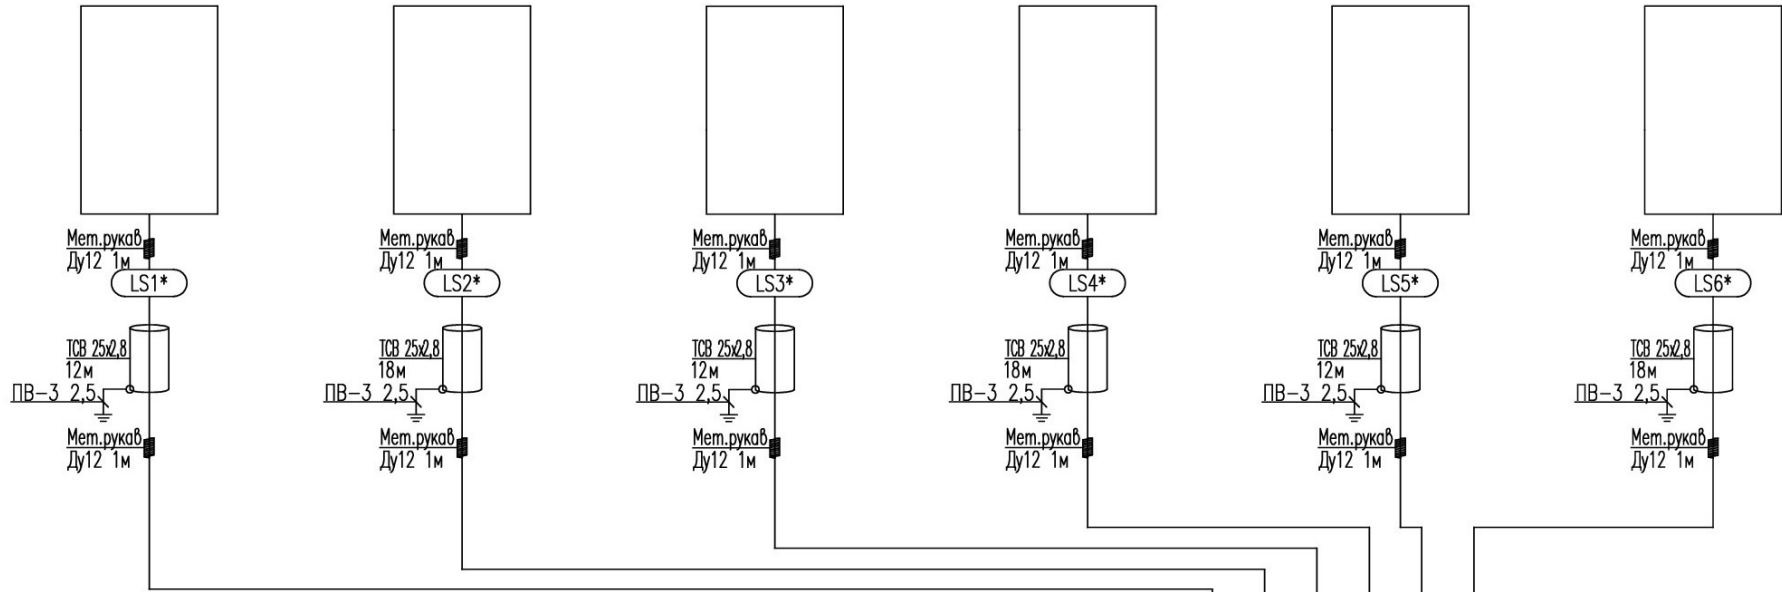 Мет.рукав
Ду12 1м
LS1*
ТСВ 25х2,8
12м
ПВ-3 2,5
Мет.рукав
Ду12 1м
Мет.рукав
Ду12 1м
LS2*
ТСВ 25х2,8
18м
ПВ-3 2,5
Мет.рукав
Ду12 1м
Мет.рукав
Ду12 1м
LS3*
ТСВ 25х2,8
12м
ПВ-3 2,5
Мет.рукав
Ду12 1м
Мет.рукав
Ду12 1м
LS4*
ТСВ 25х2,8
18м
ПВ-3 2,5
Мет.рукав
Ду12 1м
Мет.рукав
Ду12 1м
LS5*
ТСВ 25х2,8
12м
ПВ-3 2,5
Мет.рукав
Ду12 1м
Мет.рукав
Ду12 1м
LS6*
ТСВ 25х2,8
18м
ПВ-3 2,5
Мет.рукав
Ду12 1м